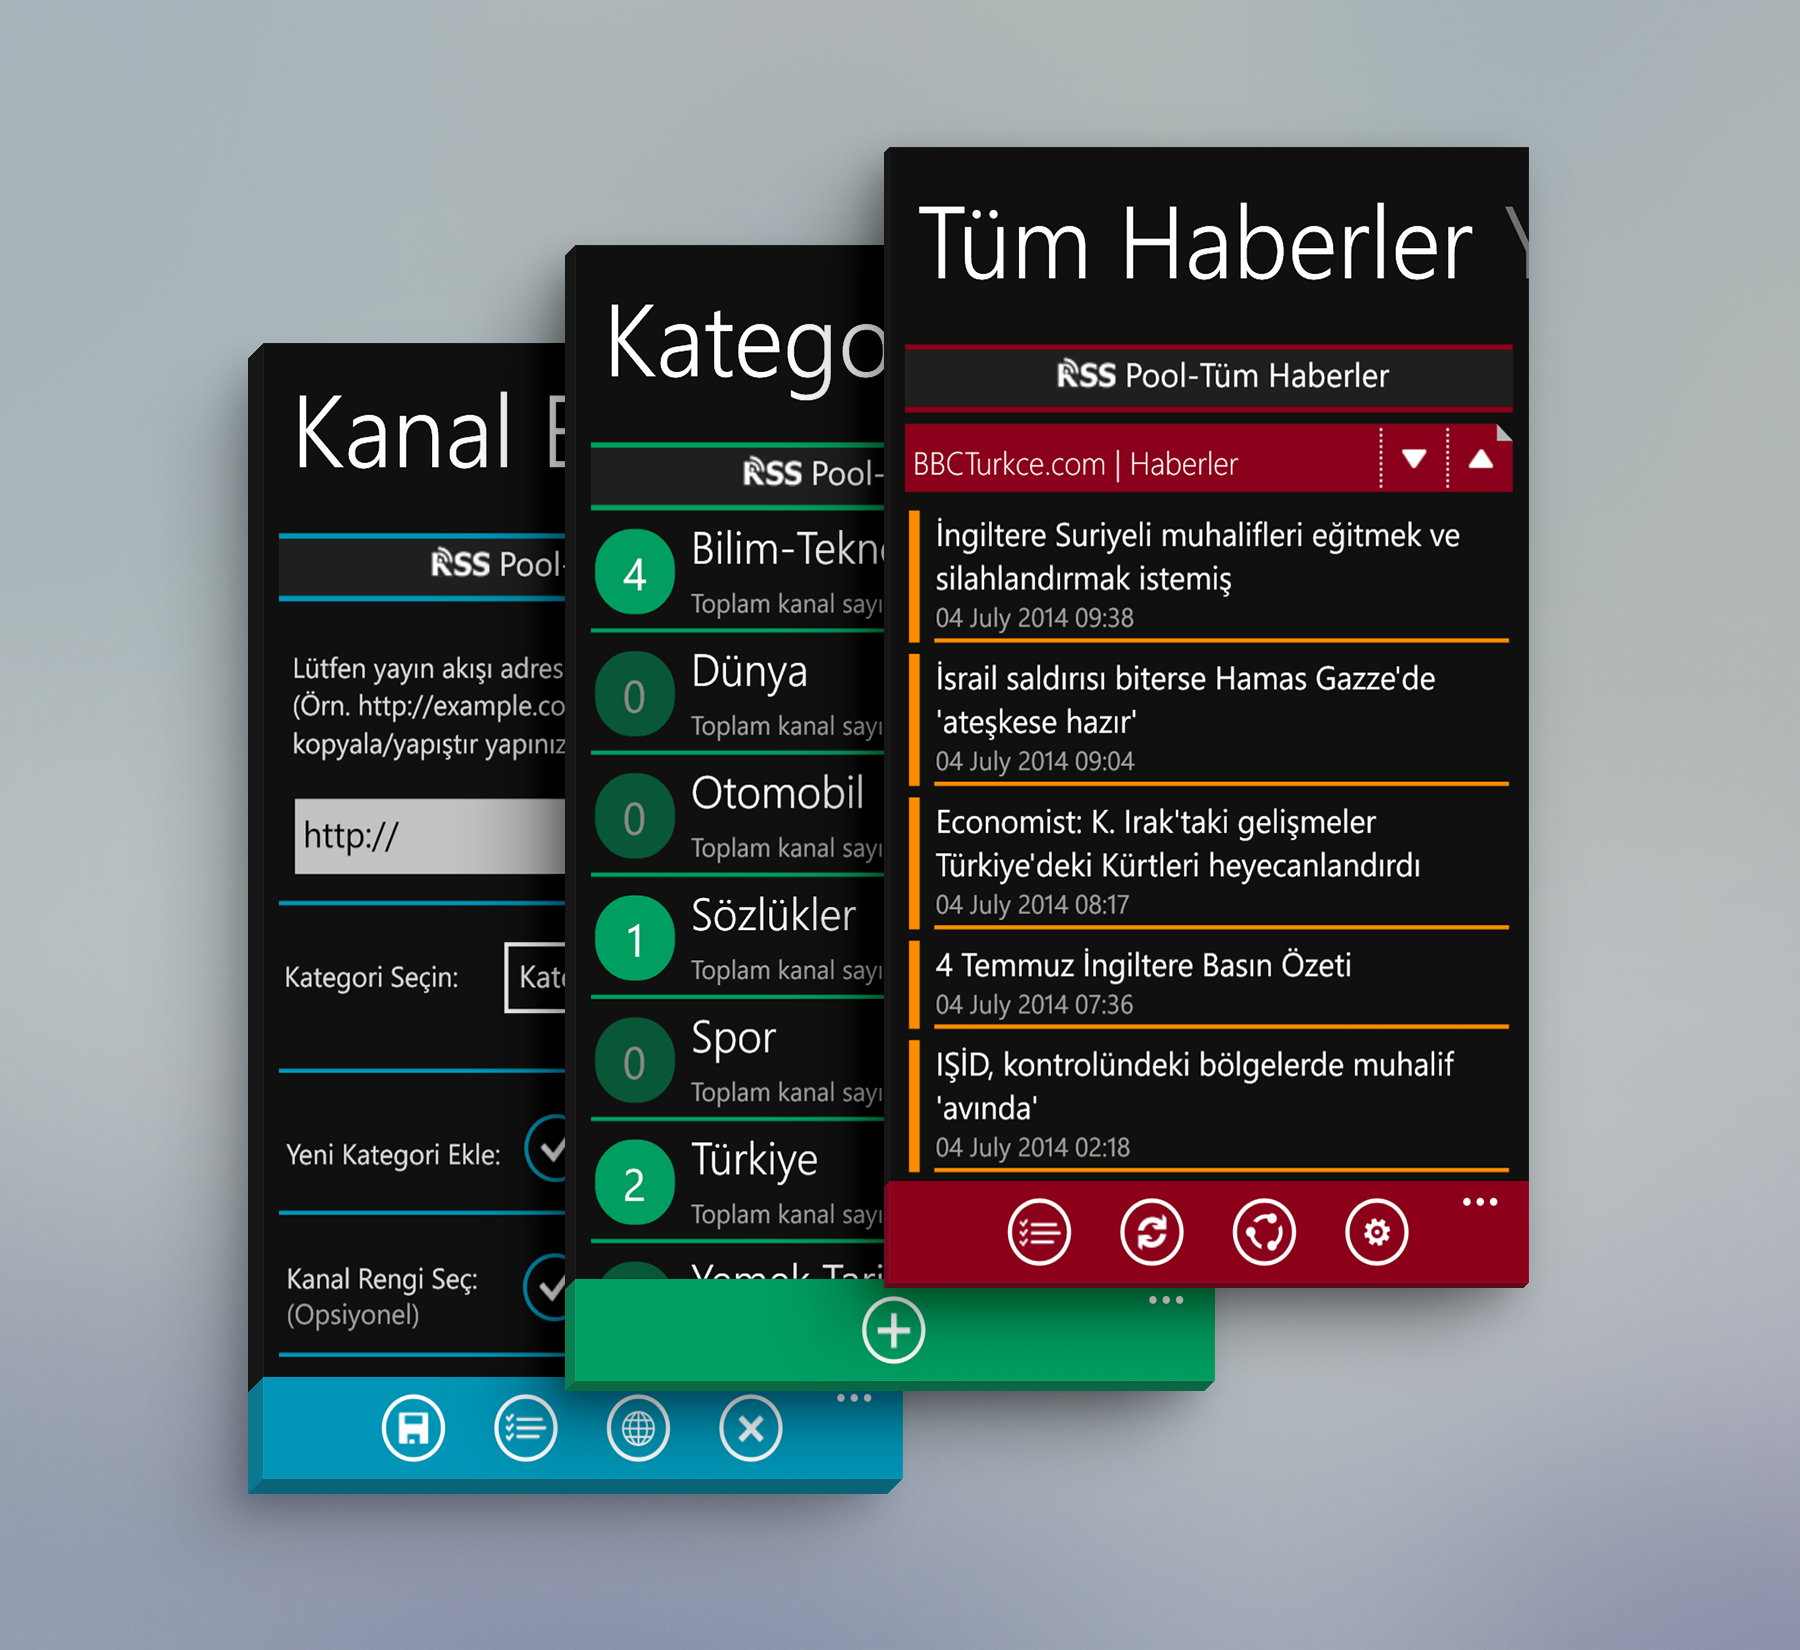 Kanal
RSS Pool-
Lütfen yayın akışı adres
(Örn. http://example.co
kopyala/yapıştır yapınız
http://
Kategori Seçin:
Kate
Yeni Kategori Ekle:
Kanal Rengi Seç:
(Opsiyonel)
Katego
RSS Pool-
4
Bilim-Tekno
Toplam kanal sayı
0
Dünya
Toplam kanal sayı
0
Otomobil
Toplam kanal sayı
1
Sözlükler
Toplam kanal sayı
0
Spor
Toplam kanal sayı
2
Türkiye
Toplam kanal sayı
Yemek Tari
Tüm Haberler
RSS Pool-Tüm Haberler
BBCTurkce.com | Haberler
İngiltere Suriyeli muhalifleri eğitmek ve
silahlandırmak istemiş
04 July 2014 09:38
İsrail saldırısı biterse Hamas Gazze'de
'ateşkese hazır'
04 July 2014 09:04
Economist: K. Irak'taki gelişmeler
Türkiye'deki Kürtleri heyecanlandırdı
04 July 2014 08:17
4 Temmuz İngiltere Basın Özeti
04 July 2014 07:36
IŞİD, kontrolündeki bölgelerde muhalif
'avında'
04 July 2014 02:18